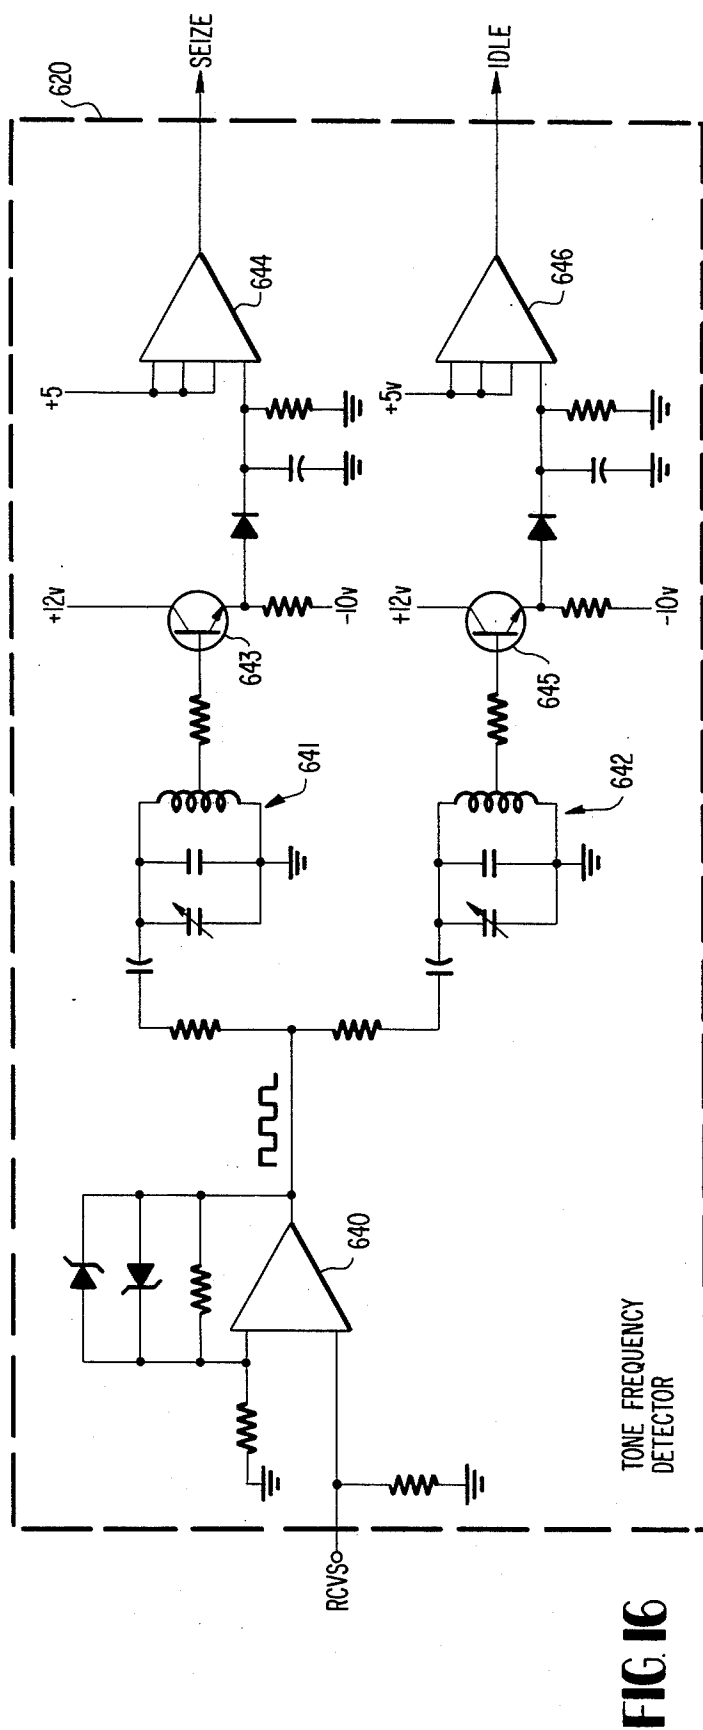 620
SEIZE
IDLE
+5
644
+5v
646
+12v
643
-10v
+12v
645
-10v
641
642
640
RCVS
TONE FREQUENCY
DETECTOR
FIG. 16